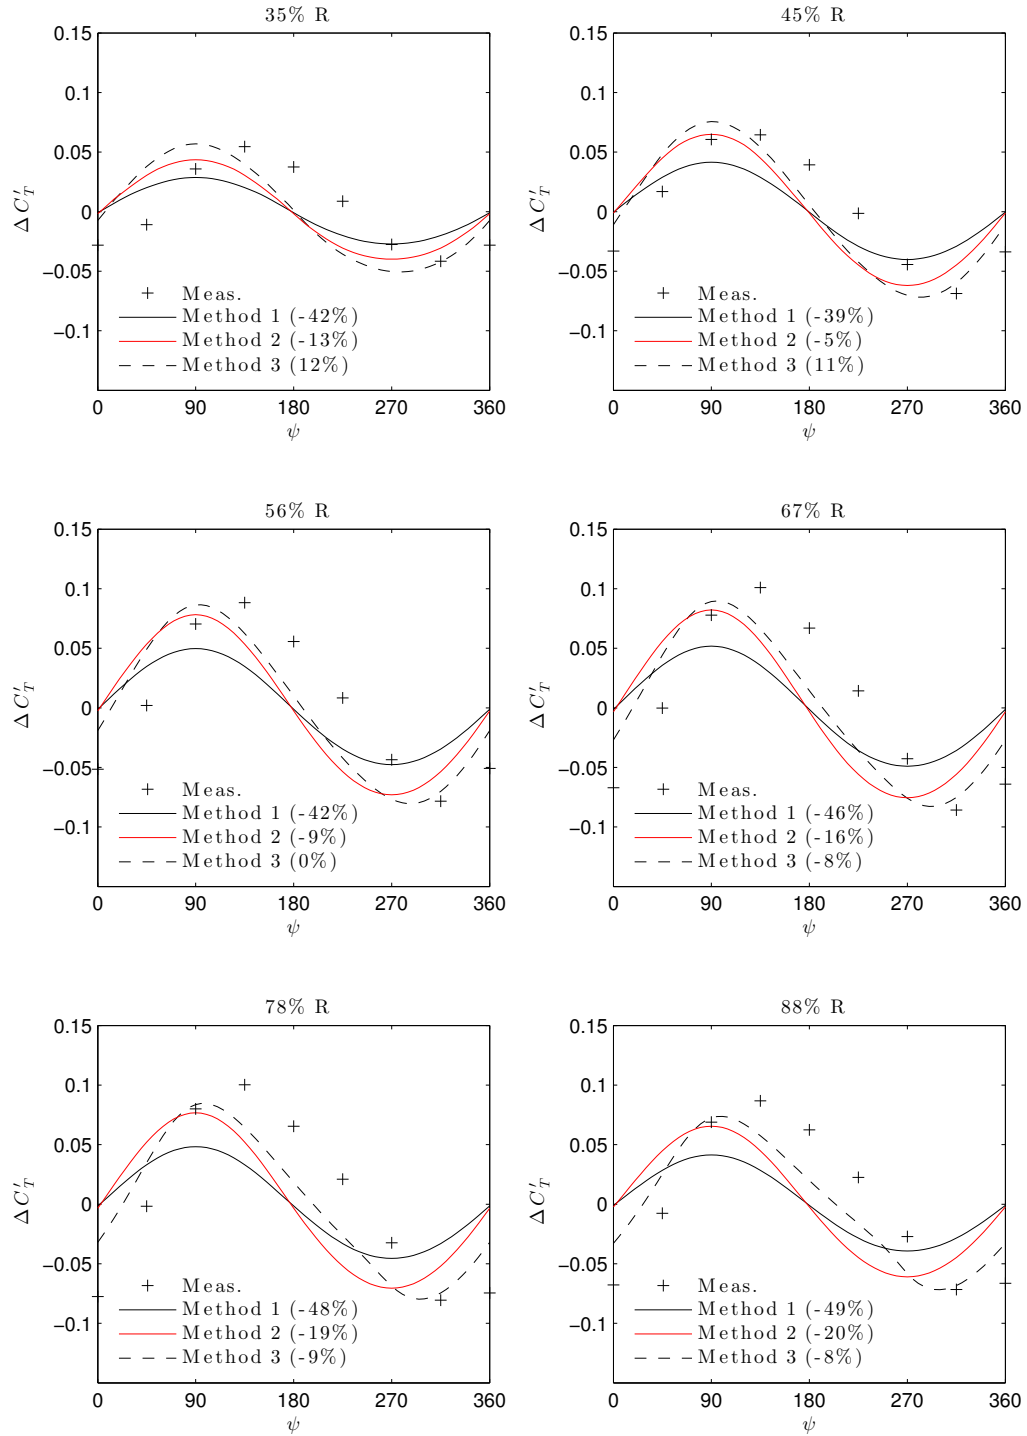 35% R
0.15
0.1
0.05
0
−0.05
−0.1
ΔC′_T
Meas.
Method 1 (-42%)
Method 2 (-13%)
Method 3 (12%)
0 90 180 270 360
ψ
45% R
0.15
0.1
0.05
0
−0.05
−0.1
ΔC′_T
Meas.
Method 1 (-39%)
Method 2 (-5%)
Method 3 (11%)
0 90 180 270 360
ψ
56% R
0.15
0.1
0.05
0
−0.05
−0.1
ΔC′_T
Meas.
Method 1 (-42%)
Method 2 (-9%)
Method 3 (0%)
0 90 180 270 360
ψ
67% R
0.15
0.1
0.05
0
−0.05
−0.1
ΔC′_T
Meas.
Method 1 (-46%)
Method 2 (-16%)
Method 3 (-8%)
0 90 180 270 360
ψ
78% R
0.15
0.1
0.05
0
−0.05
−0.1
ΔC′_T
Meas.
Method 1 (-48%)
Method 2 (-19%)
Method 3 (-9%)
0 90 180 270 360
ψ
88% R
0.15
0.1
0.05
0
−0.05
−0.1
ΔC′_T
Meas.
Method 1 (-49%)
Method 2 (-20%)
Method 3 (-8%)
0 90 180 270 360
ψ